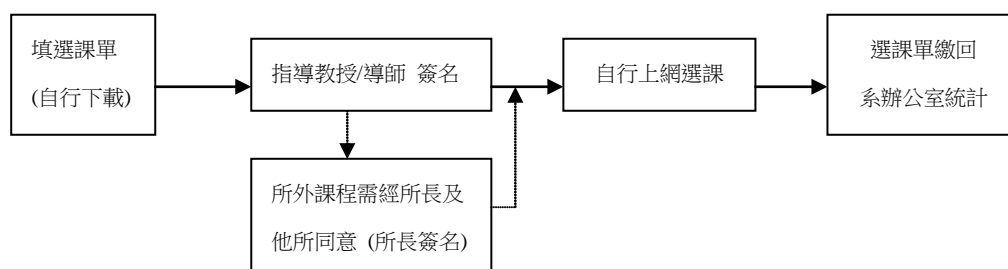 填選課單
(自行下載)
指導教授/導師 簽名
自行上網選課
選課單繳回
系辦公室統計
所外課程需經所長及
他所同意 (所長簽名)